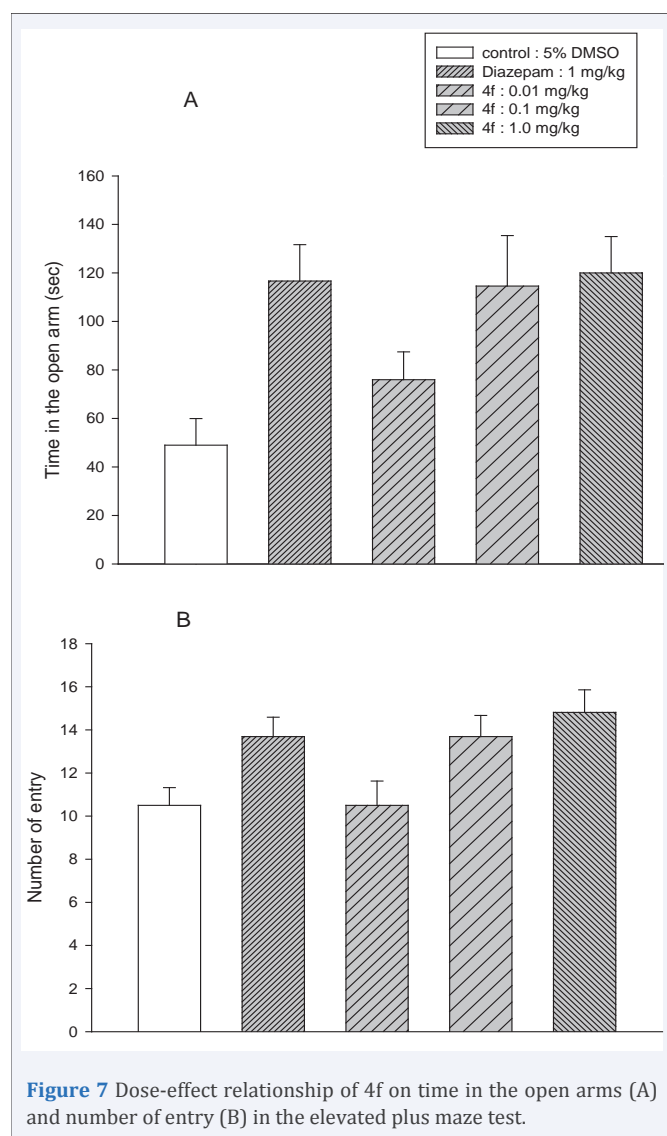 control : 5% DMSO
Diazepam : 1 mg/kg
4f : 0.01 mg/kg
4f : 0.1 mg/kg
4f : 1.0 mg/kg
A
160
140
120
100
80
60
40
20
0
Time in the open arm (sec)
B
18
16
14
12
10
8
6
4
2
0
Number of entry
Figure 7 Dose-effect relationship of 4f on time in the open arms (A)
and number of entry (B) in the elevated plus maze test.